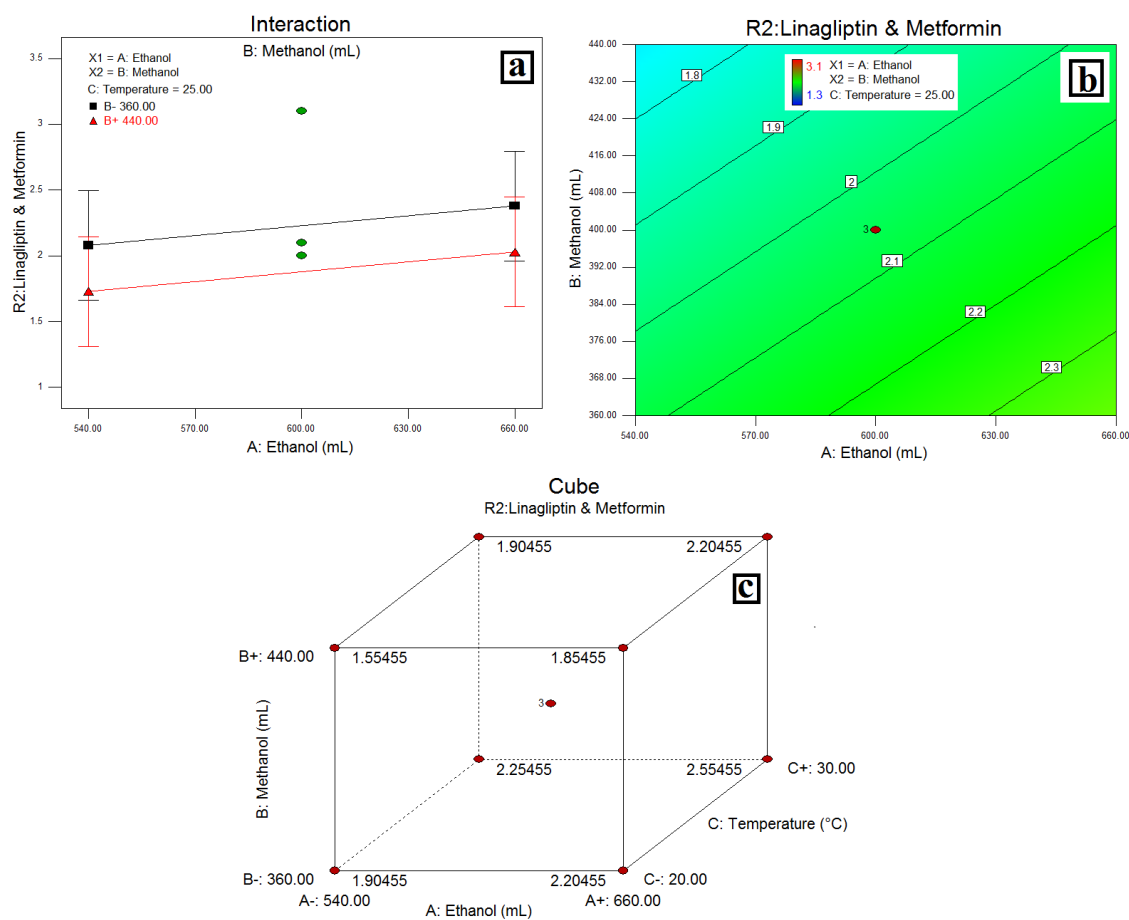 Interaction
B: Methanol (mL)
a
X1 = A: Ethanol
X2 = B: Methanol
C: Temperature = 25.00
B- 360.00
B+ 440.00
R2:Linagliptin & Metformin
3.5
3
2.5
2
1.5
1
540.00 570.00 600.00 630.00 660.00
A: Ethanol (mL)
R2:Linagliptin & Metformin
b
3.1 X1 = A: Ethanol
X2 = B: Methanol
1.3 C: Temperature = 25.00
B: Methanol (mL)
440.00
432.00
424.00
416.00
408.00
400.00
392.00
384.00
376.00
368.00
360.00
1.8
1.9
2
3
2.1
2.2
2.3
540.00 570.00 600.00 630.00 660.00
A: Ethanol (mL)
Cube
R2:Linagliptin & Metformin
c
1.90455 2.20455
B+: 440.00 1.55455 1.85455
3
B: Methanol (mL)
2.25455 2.55455 C+: 30.00
C: Temperature (°C)
B-: 360.00 1.90455 2.20455 C-: 20.00
A-: 540.00 A+: 660.00
A: Ethanol (mL)